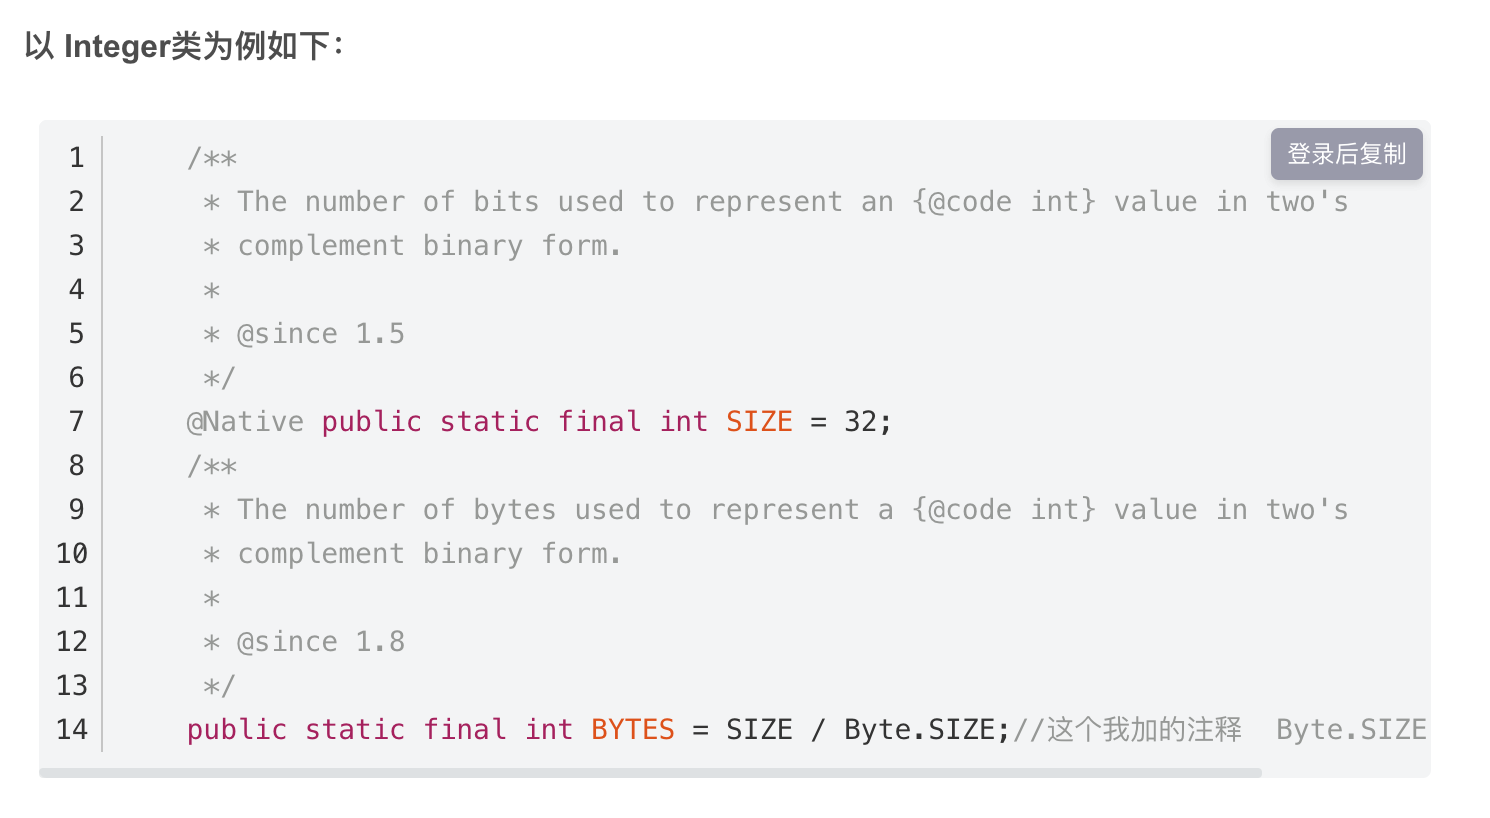 以 Integer类为例如下：
登录后复制
1 /**
2 * The number of bits used to represent an {@code int} value in two's
3 * complement binary form.
4 *
5 * @since 1.5
6 */
7 @Native public static final int SIZE = 32;
8 /**
9 * The number of bytes used to represent a {@code int} value in two's
10 * complement binary form.
11 *
12 * @since 1.8
13 */
14 public static final int BYTES = SIZE / Byte.SIZE;//这个我加的注释  Byte.SIZE